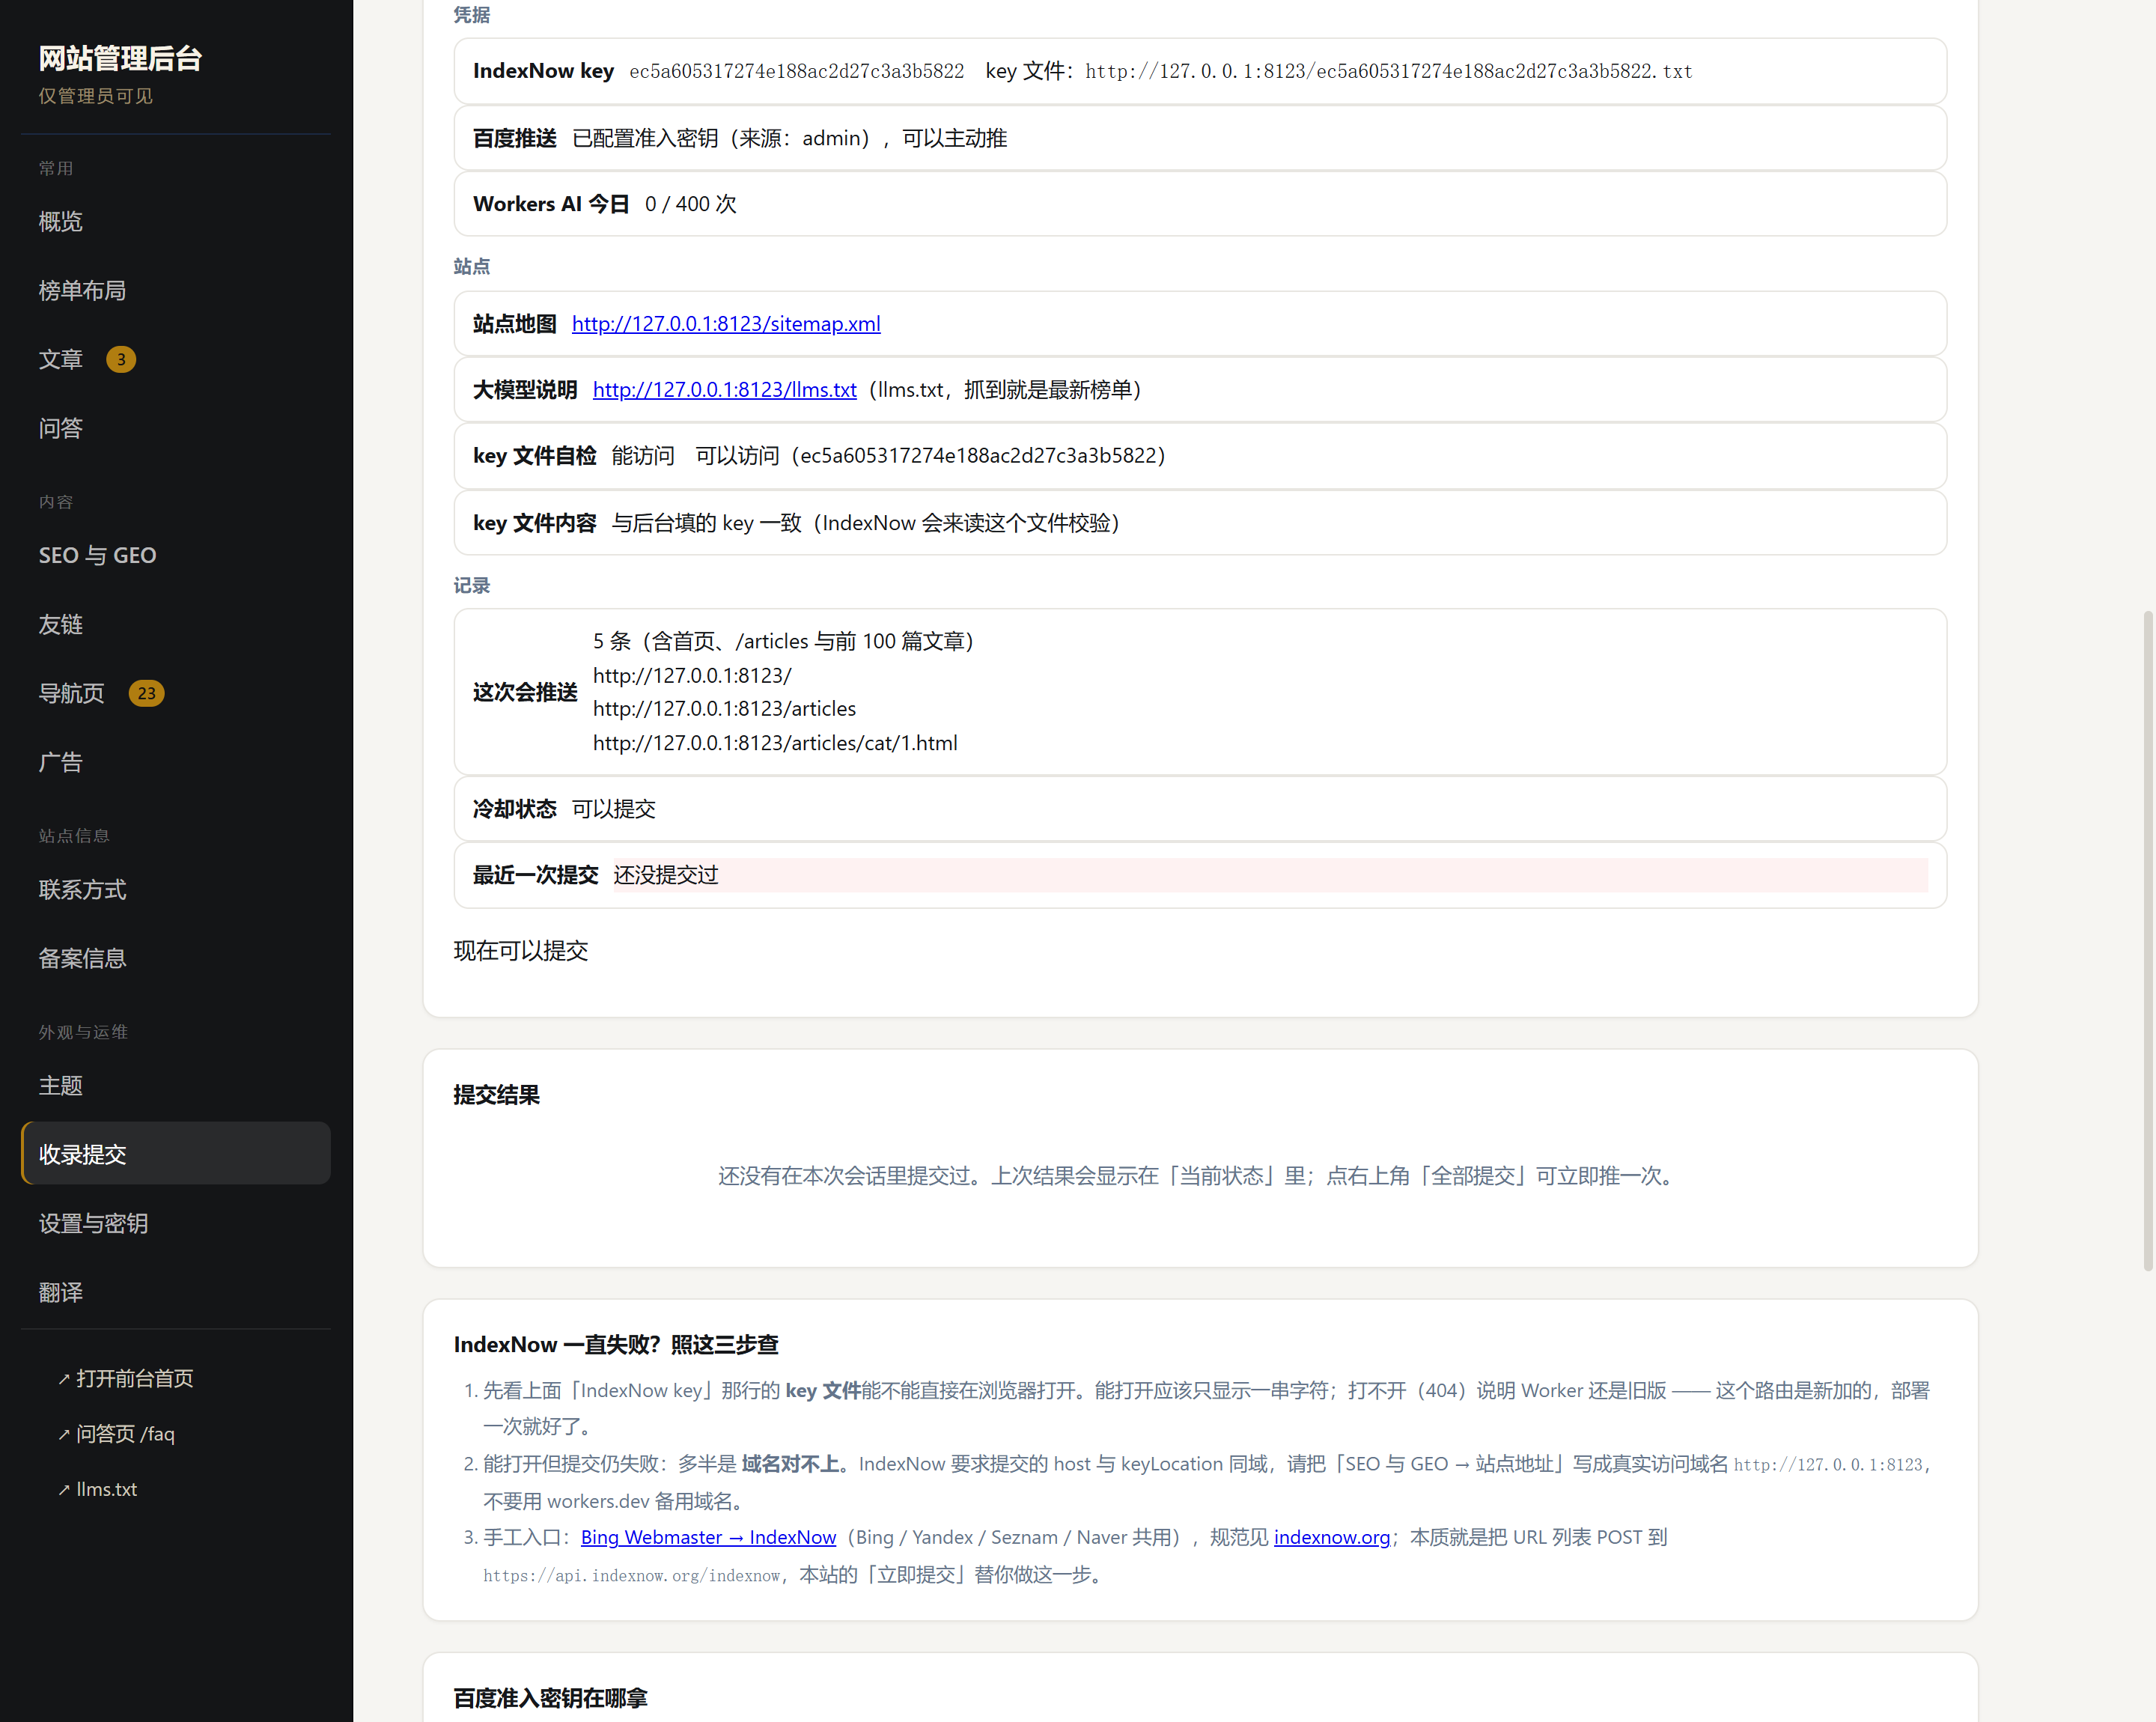 网站管理后台
仅管理员可见
常用
概览
榜单布局
文章 3
问答
内容
SEO 与 GEO
友链
导航页 23
广告
站点信息
联系方式
备案信息
外观与运维
主题
收录提交
设置与密钥
翻译
↗ 打开前台首页
↗ 问答页 /faq
↗ llms.txt
凭据
IndexNow key ec5a605317274e188ac2d27c3a3b5822 key 文件：http://127.0.0.1:8123/ec5a605317274e188ac2d27c3a3b5822.txt
百度推送 已配置准入密钥（来源：admin），可以主动推
Workers AI 今日 0 / 400 次
站点
站点地图 http://127.0.0.1:8123/sitemap.xml
大模型说明 http://127.0.0.1:8123/llms.txt（llms.txt，抓到就是最新榜单）
key 文件自检 能访问 可以访问（ec5a605317274e188ac2d27c3a3b5822）
key 文件内容 与后台填的 key 一致（IndexNow 会来读这个文件校验）
记录
这次会推送
5 条（含首页、/articles 与前 100 篇文章）
http://127.0.0.1:8123/
http://127.0.0.1:8123/articles
http://127.0.0.1:8123/articles/cat/1.html
冷却状态 可以提交
最近一次提交 还没提交过
现在可以提交
提交结果
还没有在本次会话里提交过。上次结果会显示在「当前状态」里；点右上角「全部提交」可立即推一次。
IndexNow 一直失败？照这三步查
1. 先看上面「IndexNow key」那行的 key 文件能不能直接在浏览器打开。能打开应该只显示一串字符；打不开（404）说明 Worker 还是旧版 —— 这个路由是新加的，部署
一次就好了。
2. 能打开但提交仍失败：多半是 域名对不上。IndexNow 要求提交的 host 与 keyLocation 同域，请把「SEO 与 GEO → 站点地址」写成真实访问域名 http://127.0.0.1:8123，
不要用 workers.dev 备用域名。
3. 手工入口：Bing Webmaster → IndexNow（Bing / Yandex / Seznam / Naver 共用），规范见 indexnow.org；本质就是把 URL 列表 POST 到
https://api.indexnow.org/indexnow，本站的「立即提交」替你做这一步。
百度准入密钥在哪拿